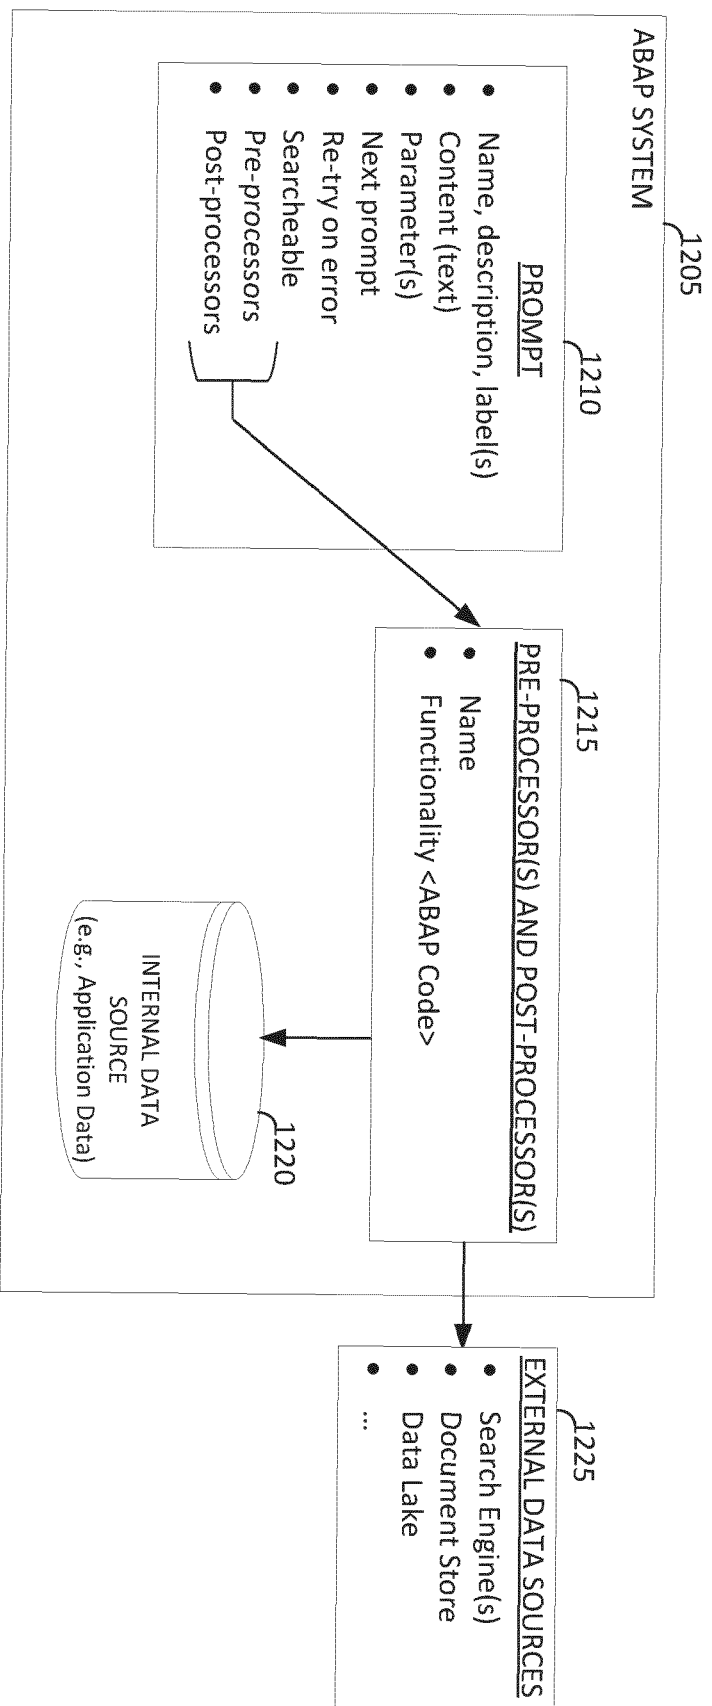 ABAP SYSTEM
1205
1210
PROMPT
• Name, description, label(s)
• Content (text)
• Parameter(s)
• Next prompt
• Re-try on error
• Searcheable
• Pre-processors
• Post-processors
1215
PRE-PROCESSOR(S) AND POST-PROCESSOR(S)
• Name
• Functionality <ABAP Code>
1220
INTERNAL DATA
SOURCE
(e.g., Application Data)
1225
EXTERNAL DATA SOURCES
• Search Engine(s)
• Document Store
• Data Lake
• ...